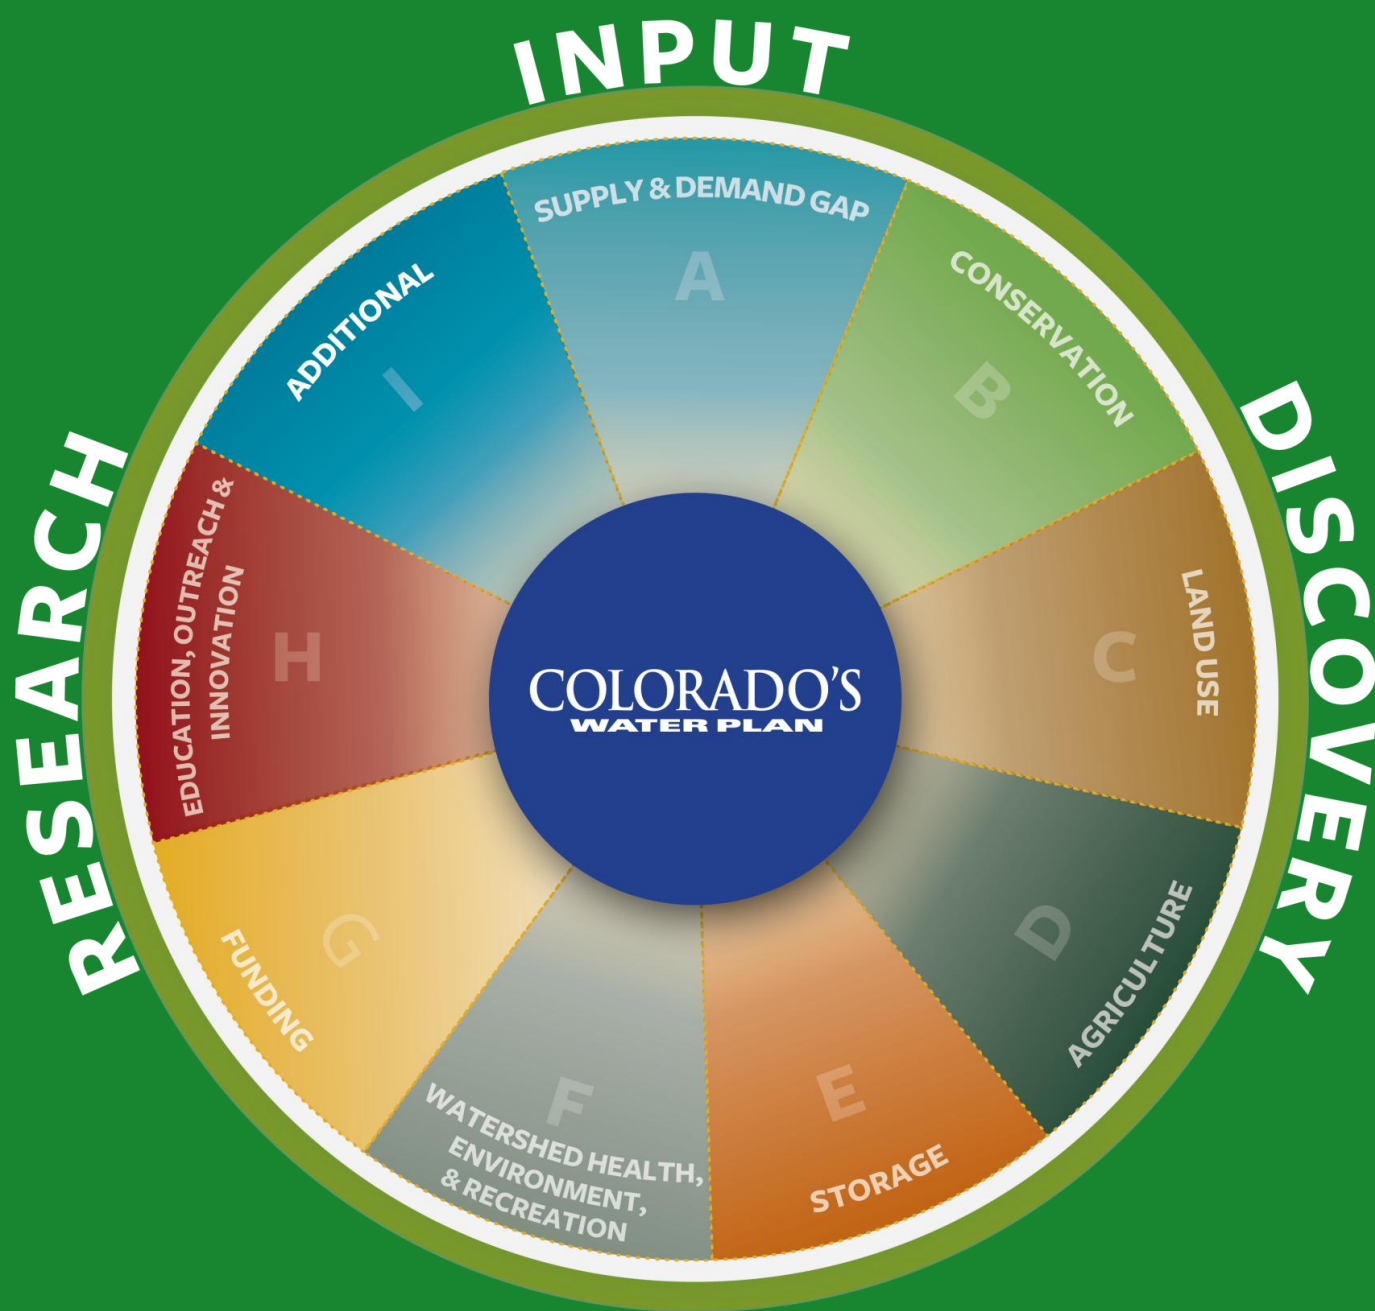 INPUT
DISCOVERY
RESEARCH
SUPPLY & DEMAND GAP
A
CONSERVATION
B
LAND USE
C
AGRICULTURE
D
STORAGE
E
F
WATERSHED HEALTH,
ENVIRONMENT,
& RECREATION
FUNDING
G
EDUCATION, OUTREACH &
INNOVATION
H
ADDITIONAL
I
COLORADO'S
WATER PLAN